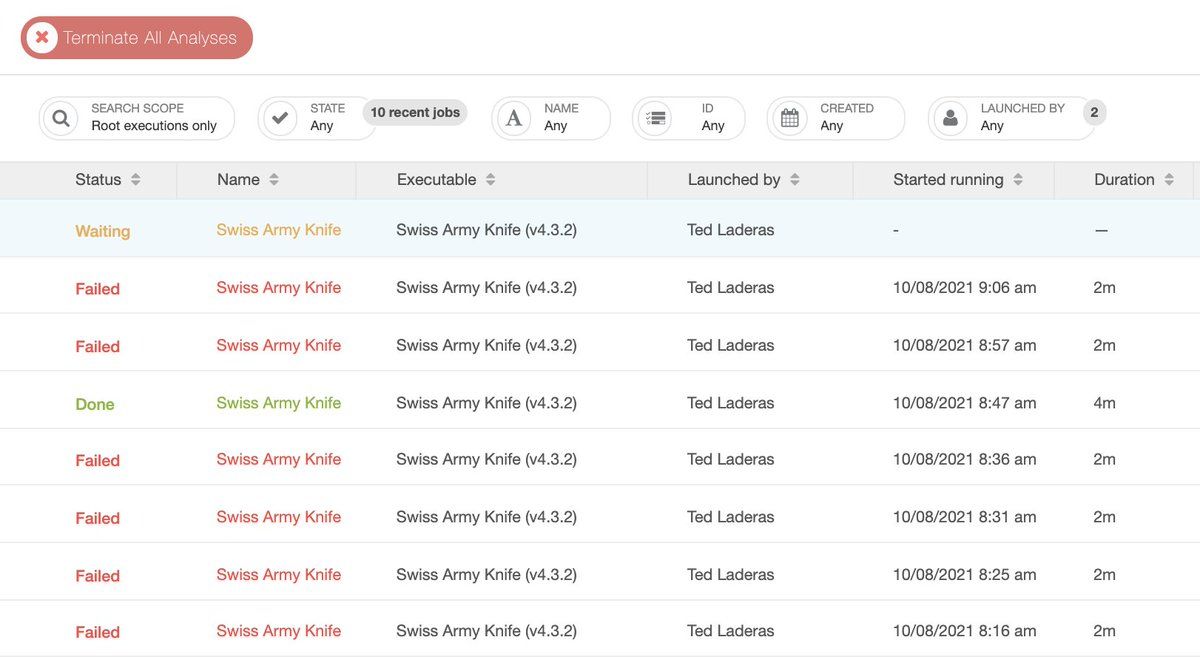 Terminate All Analyses
SEARCH SCOPE
Root executions only
STATE
Any
10 recent jobs
NAME
Any
ID
Any
CREATED
Any
LAUNCHED BY
Any
2
Status Name Executable Launched by Started running Duration
Waiting Swiss Army Knife Swiss Army Knife (v4.3.2) Ted Laderas - —
Failed Swiss Army Knife Swiss Army Knife (v4.3.2) Ted Laderas 10/08/2021 9:06 am 2m
Failed Swiss Army Knife Swiss Army Knife (v4.3.2) Ted Laderas 10/08/2021 8:57 am 2m
Done Swiss Army Knife Swiss Army Knife (v4.3.2) Ted Laderas 10/08/2021 8:47 am 4m
Failed Swiss Army Knife Swiss Army Knife (v4.3.2) Ted Laderas 10/08/2021 8:36 am 2m
Failed Swiss Army Knife Swiss Army Knife (v4.3.2) Ted Laderas 10/08/2021 8:31 am 2m
Failed Swiss Army Knife Swiss Army Knife (v4.3.2) Ted Laderas 10/08/2021 8:25 am 2m
Failed Swiss Army Knife Swiss Army Knife (v4.3.2) Ted Laderas 10/08/2021 8:16 am 2m